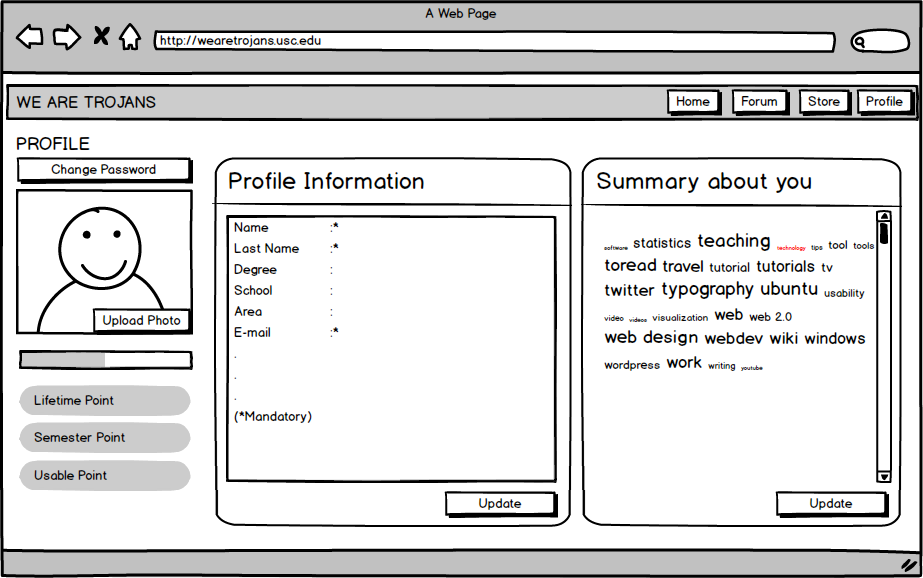 A Web Page
http://wearetrojans.usc.edu
WE ARE TROJANS
Home
Forum
Store
Profile
PROFILE
Change Password
Upload Photo
Lifetime Point
Semester Point
Usable Point
Profile Information
Name :*
Last Name :*
Degree :
School :
Area :
E-mail :*
.
.
.
(*Mandatory)
Update
Summary about you
software statistics teaching technology tips tool tools
toread travel tutorial tutorials tv
twitter typography ubuntu usability
video videos visualization web web 2.0
web design webdev wiki windows
wordpress work writing youtube
Update